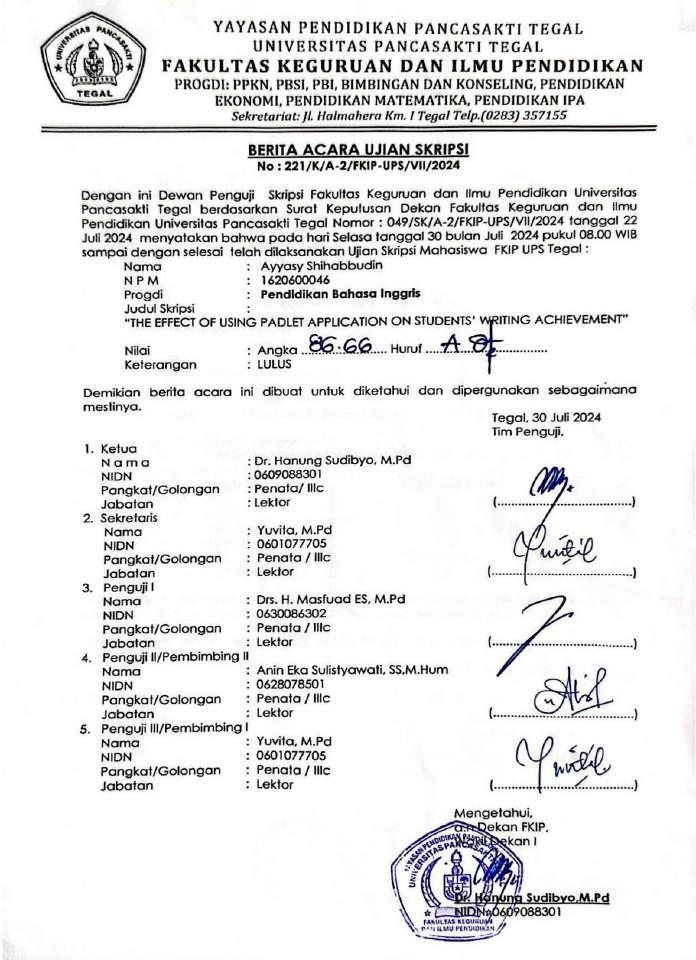 UNIVERSITAS PANCASAKTI
TEGAL
YAYASAN PENDIDIKAN PANCASAKTI TEGAL
UNIVERSITAS PANCASAKTI TEGAL
FAKULTAS KEGURUAN DAN ILMU PENDIDIKAN
PROGDI: PPKN, PBSI, PBI, BIMBINGAN DAN KONSELING, PENDIDIKAN
EKONOMI, PENDIDIKAN MATEMATIKA, PENDIDIKAN IPA
Sekretariat: Jl. Halmahera Km. I Tegal Telp.(0283) 357155
BERITA ACARA UJIAN SKRIPSI
No : 221/K/A-2/FKIP-UPS/VII/2024
Dengan ini Dewan Penguji Skripsi Fakultas Keguruan dan Ilmu Pendidikan Universitas
Pancasakti Tegal berdasarkan Surat Keputusan Dekan Fakultas Keguruan dan Ilmu
Pendidikan Universitas Pancasakti Tegal Nomor : 049/SK/A-2/FKIP-UPS/VII/2024 tanggal 22
Juli 2024 menyatakan bahwa pada hari Selasa tanggal 30 bulan Juli 2024 pukul 08.00 WIB
sampai dengan selesai telah dilaksanakan Ujian Skripsi Mahasiswa FKIP UPS Tegal :
Nama : Ayyasy Shihabbudin
N P M : 1620600046
Progdi : Pendidikan Bahasa Inggris
Judul Skripsi :
"THE EFFECT OF USING PADLET APPLICATION ON STUDENTS' WRITING ACHIEVEMENT"
Nilai : Angka ...86.66.... Huruf ....A..................
Keterangan : LULUS
Demikian berita acara ini dibuat untuk diketahui dan dipergunakan sebagaimana
mestinya.
Tegal, 30 Juli 2024
Tim Penguji,
1. Ketua
N a m a : Dr. Hanung Sudibyo, M.Pd
NIDN : 0609088301
Pangkat/Golongan : Penata/ IIIc
Jabatan : Lektor (...............................)
2. Sekretaris
Nama : Yuvita, M.Pd
NIDN : 0601077705
Pangkat/Golongan : Penata / IIIc
Jabatan : Lektor (...............................)
3. Penguji I
Nama : Drs. H. Masfuad ES, M.Pd
NIDN : 0630086302
Pangkat/Golongan : Penata / IIIc
Jabatan : Lektor (...............................)
4. Penguji II/Pembimbing II
Nama : Anin Eka Sulistyawati, SS,M.Hum
NIDN : 0628078501
Pangkat/Golongan : Penata / IIIc
Jabatan : Lektor (...............................)
5. Penguji III/Pembimbing I
Nama : Yuvita, M.Pd
NIDN : 0601077705
Pangkat/Golongan : Penata / IIIc
Jabatan : Lektor (...............................)
Mengetahui,
a.n Dekan FKIP,
Wakil Dekan I
Dr. Hanung Sudibyo,M.Pd
NIDN. 0609088301
YAYASAN PENDIDIKAN PANCASAKTI
UNIVERSITAS PANCASAKTI
FAKULTAS KEGURUAN
DAN ILMU PENDIDIKAN